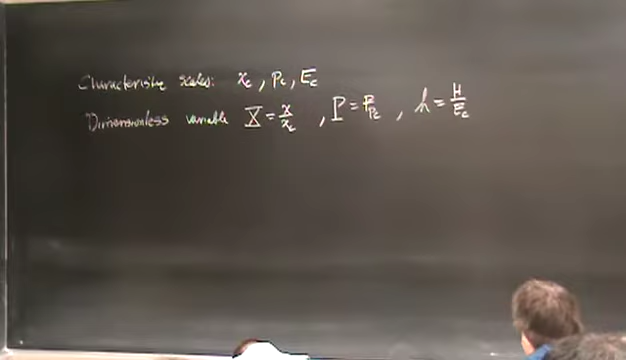 Characteristic scales: x_c, p_c, E_c
Dimensionless variable X = x/x_c, P = p/p_c, h = H/E_c